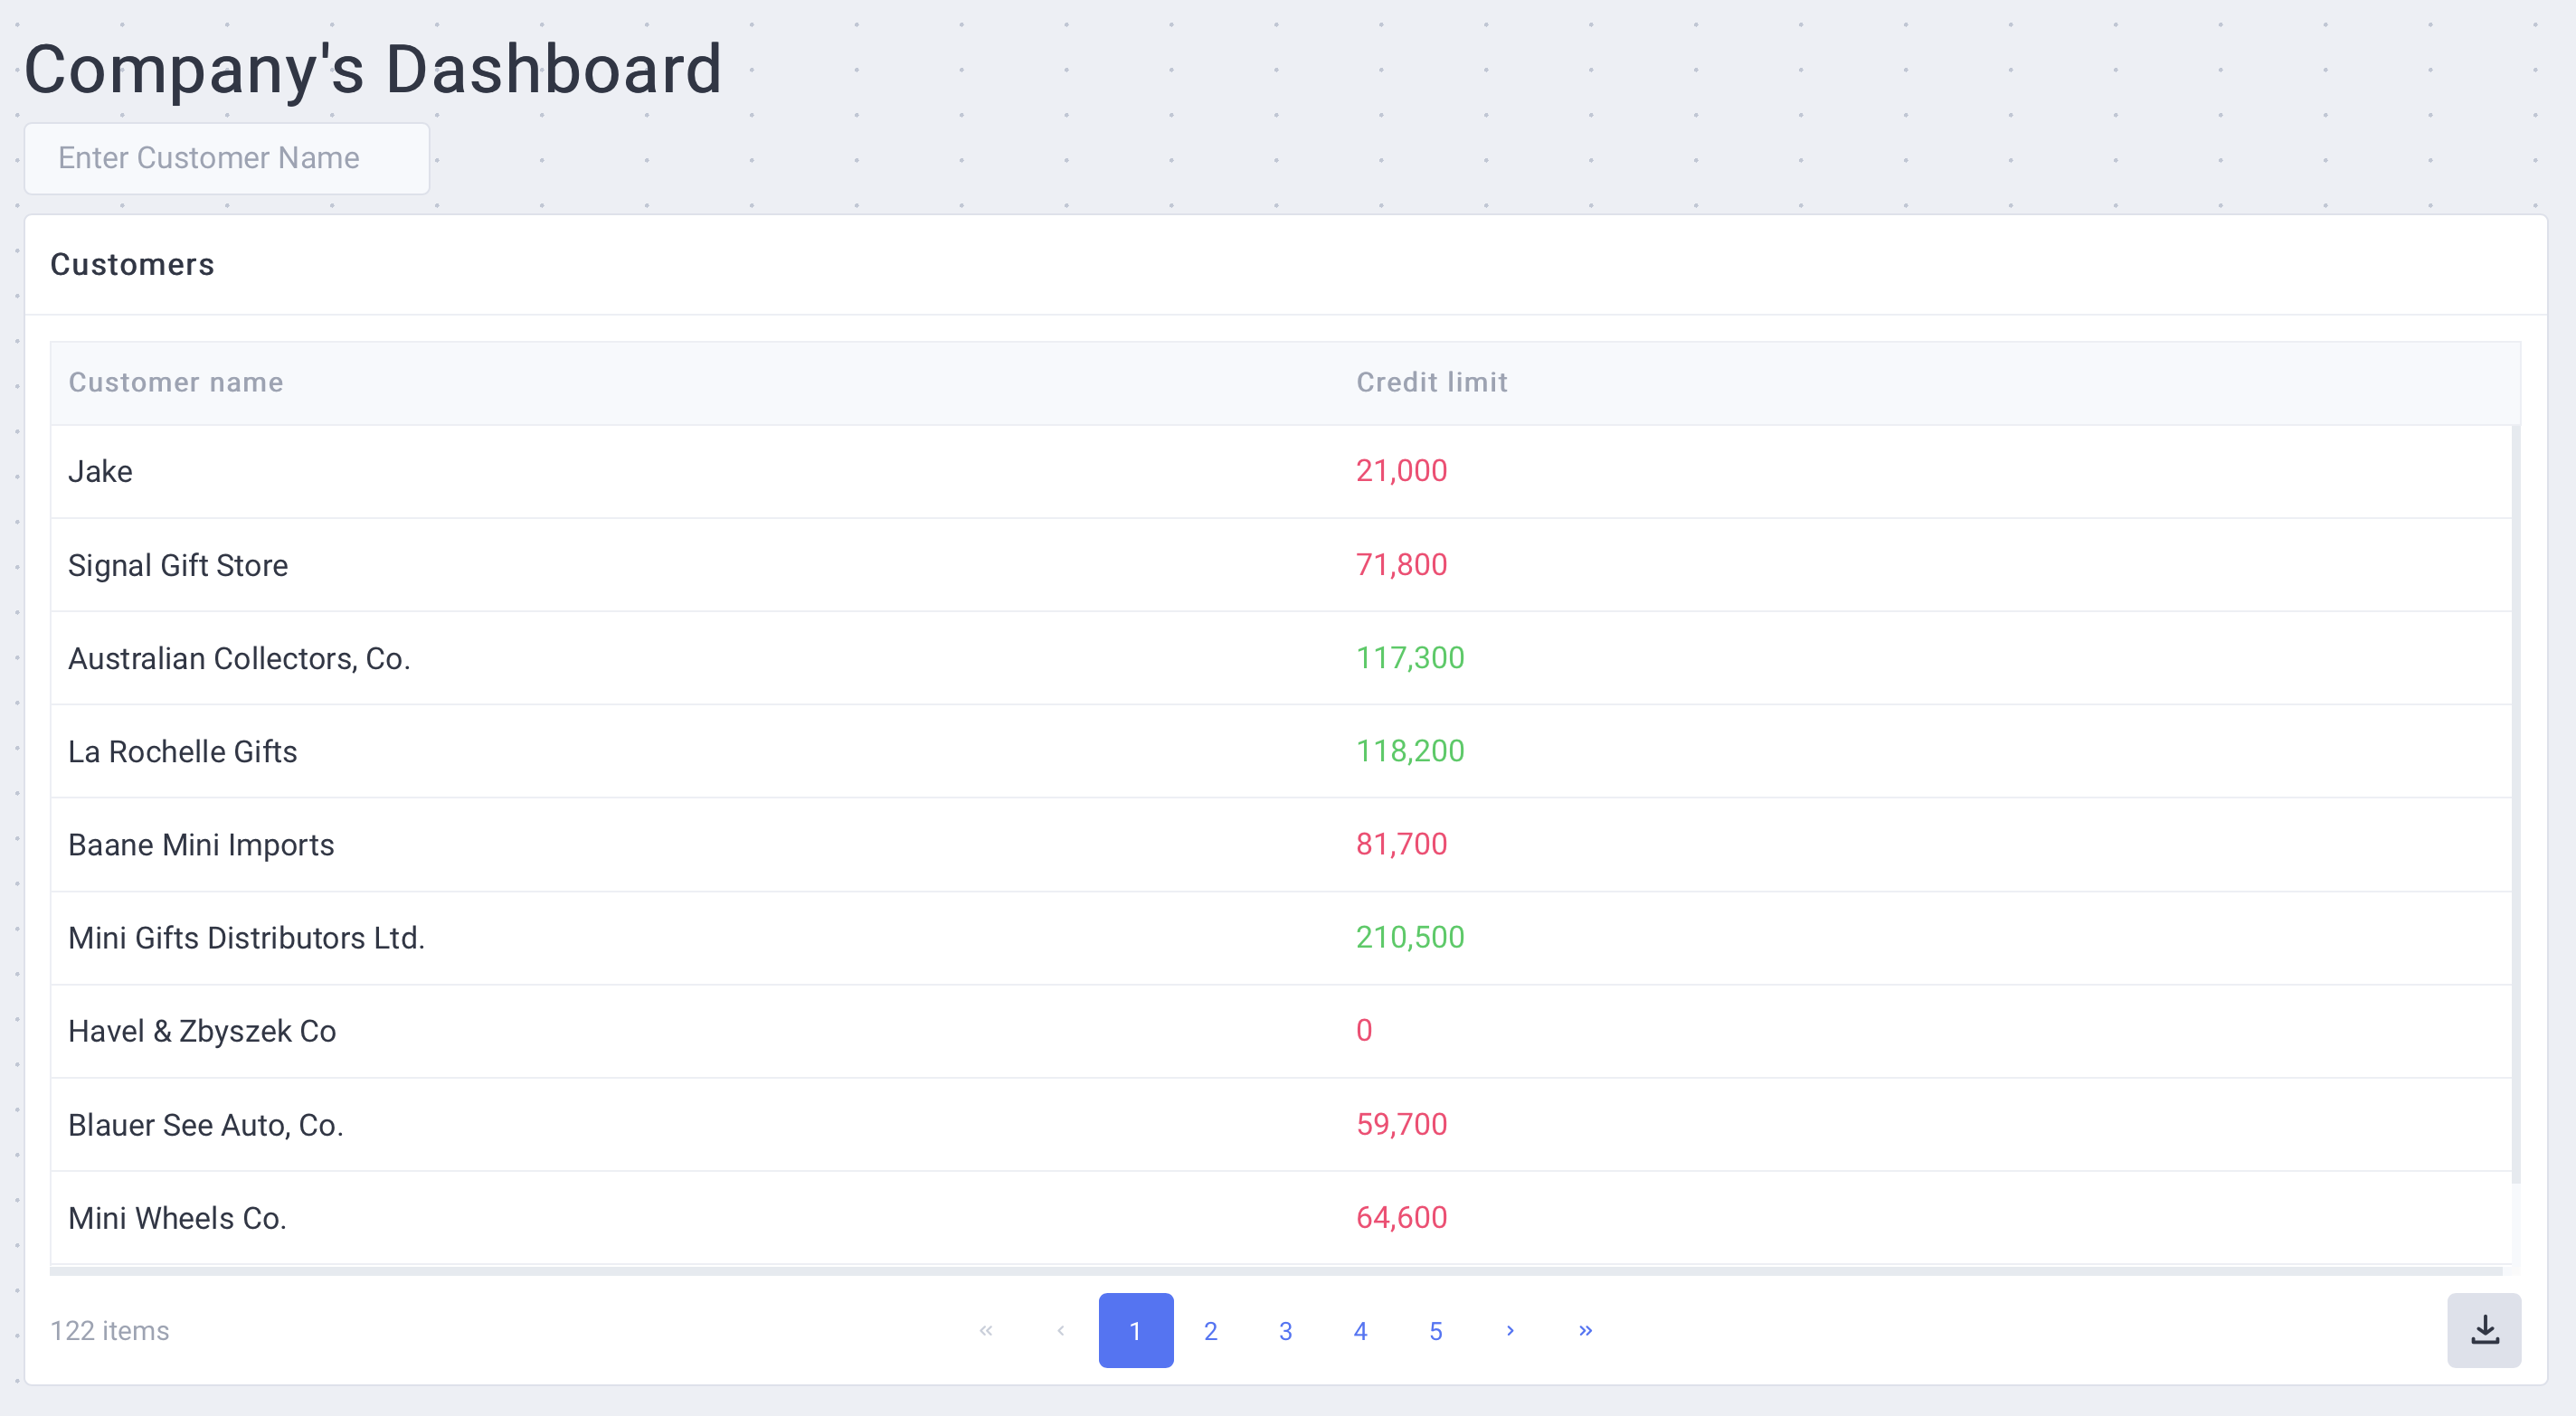 Company's Dashboard
Enter Customer Name
Customers
Customer name Credit limit
Jake 21,000
Signal Gift Store 71,800
Australian Collectors, Co. 117,300
La Rochelle Gifts 118,200
Baane Mini Imports 81,700
Mini Gifts Distributors Ltd. 210,500
Havel & Zbyszek Co 0
Blauer See Auto, Co. 59,700
Mini Wheels Co. 64,600
122 items « ‹ 1 2 3 4 5 › »